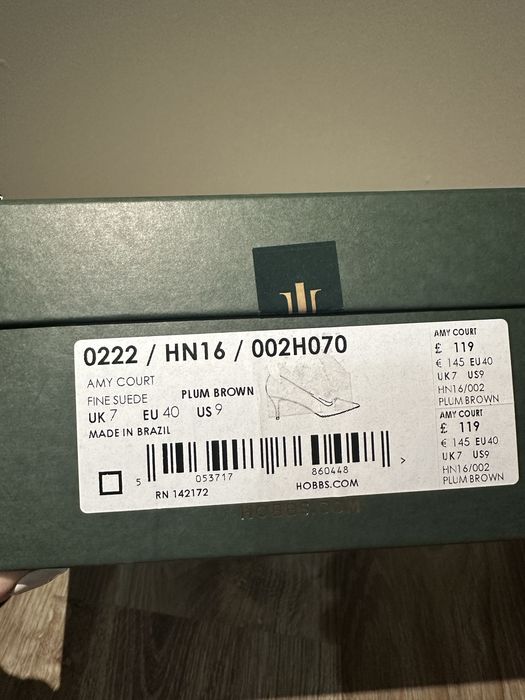 0222 / HN16 / 002H070
AMY COURT
FINE SUEDE PLUM BROWN
UK 7 EU 40 US 9
MADE IN BRAZIL
5 053717 860448 >
RN 142172 HOBBS.COM
AMY COURT
£ 119
€ 145 EU40
UK7 US9
HN16/002
PLUM BROWN
AMY COURT
£ 119
€ 145 EU40
UK7 US9
HN16/002
PLUM BROWN
HOBBS.COM